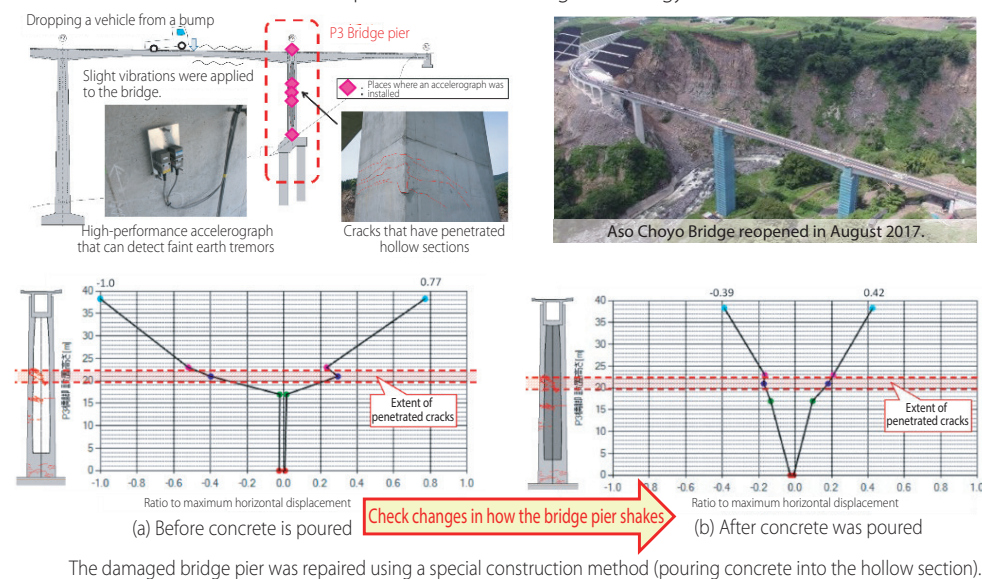 Dropping a vehicle from a bump
P3 Bridge pier
Slight vibrations were applied
to the bridge.
: Places where an accelerograph was
installed
High-performance accelerograph
that can detect faint earth tremors
Cracks that have penetrated
hollow sections
Aso Choyo Bridge reopened in August 2017.
-1.0
0.77
40
35
30
25
20
15
10
5
0
Extent of
penetrated cracks
-1.0 -0.8 -0.6 -0.4 -0.2 0.0 0.2 0.4 0.6 0.8 1.0
Ratio to maximum horizontal displacement
(a) Before concrete is poured
Check changes in how the bridge pier shakes
-0.39
0.42
40
35
30
25
20
15
10
5
0
Extent of
penetrated cracks
-1.0 -0.8 -0.6 -0.4 -0.2 0.0 0.2 0.4 0.6 0.8 1.0
Ratio to maximum horizontal displacement
(b) After concrete was poured
The damaged bridge pier was repaired using a special construction method (pouring concrete into the hollow section).